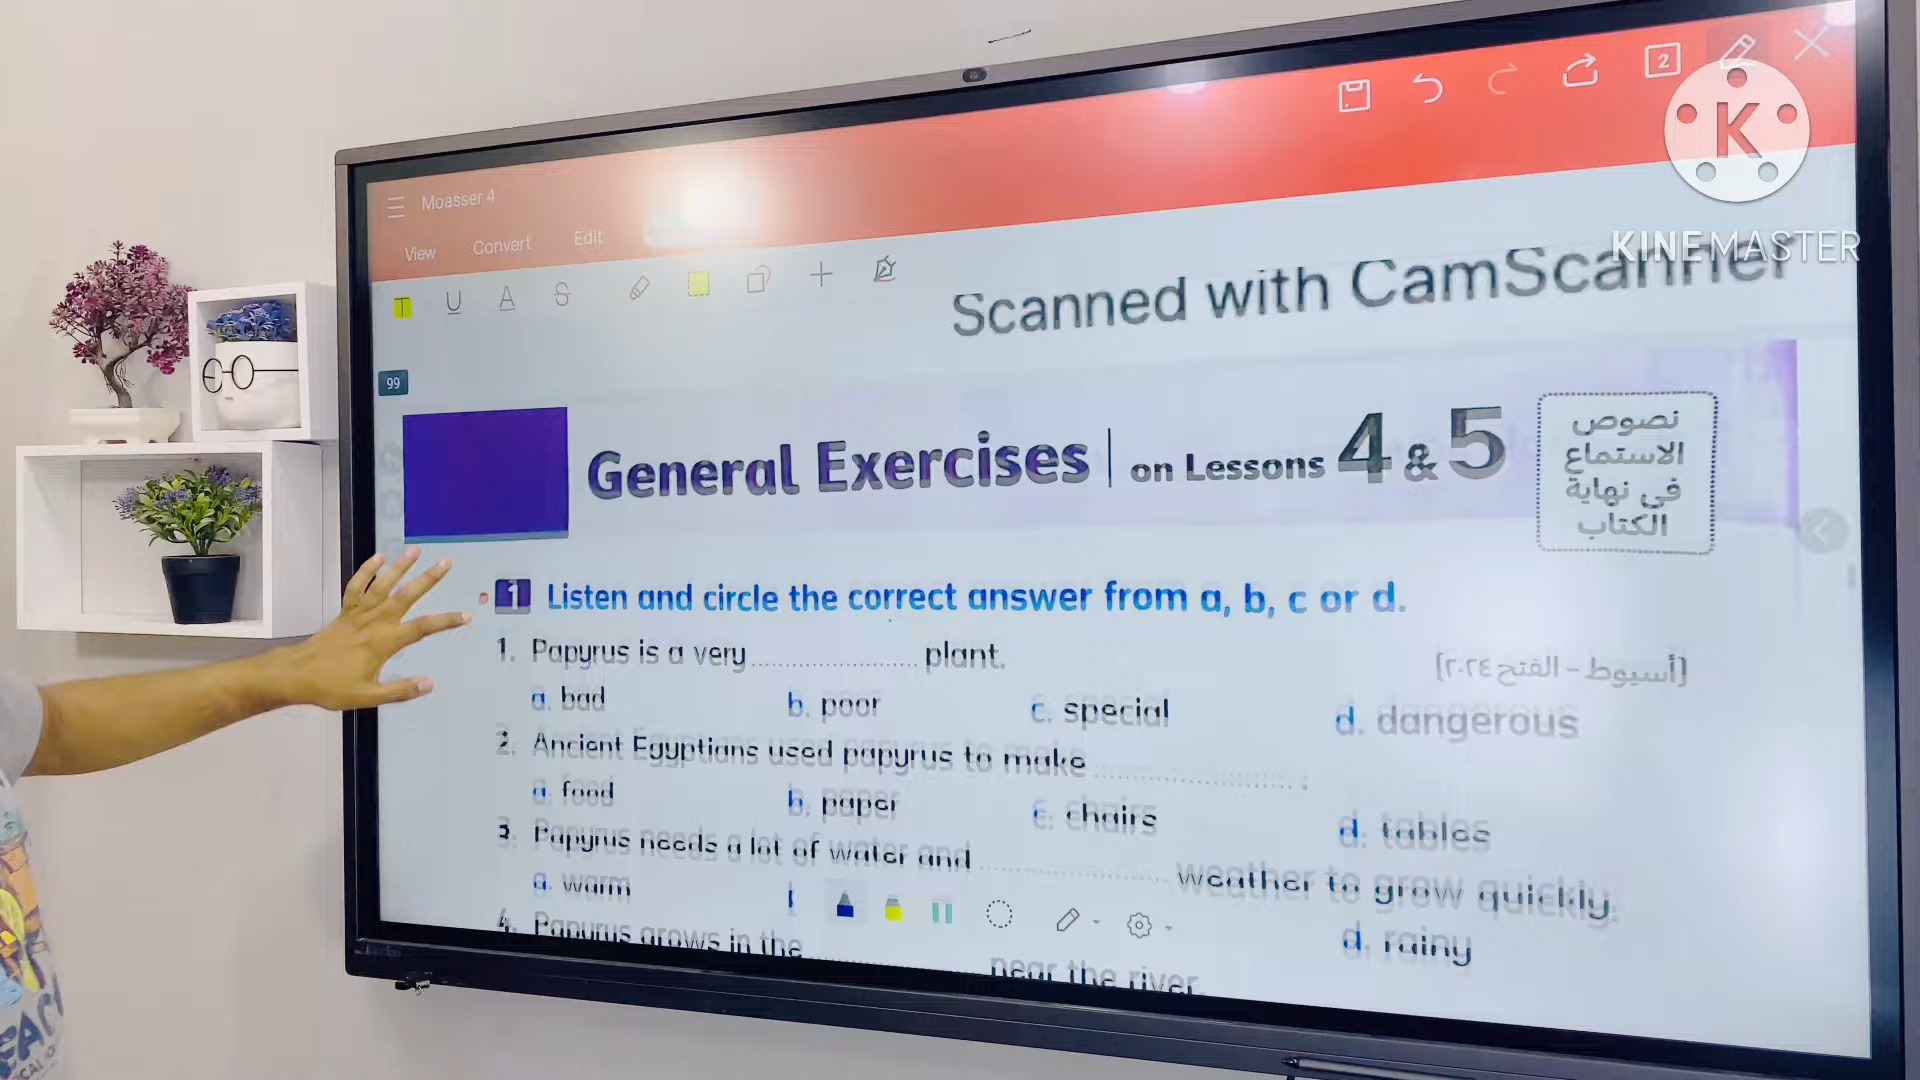 Moasser 4
View Convert Edit
2
K
KINEMASTER
T U A S
Scanned with CamScanner
99
General Exercises | on Lessons 4 & 5
نصوص
الاستماع
فى نهاية
الكتاب
1 Listen and circle the correct answer from a, b, c or d.
1. Papyrus is a very .................... plant.
(أسيوط - الفتح ٢٠٢٤)
a. bad b. poor c. special d. dangerous
2. Ancient Egyptians used papyrus to make .................... .
a. food b. paper c. chairs d. tables
3. Papyrus needs a lot of water and .................... weather to grow quickly.
a. warm d. rainy
4. Papyrus grows in the .................... near the river.